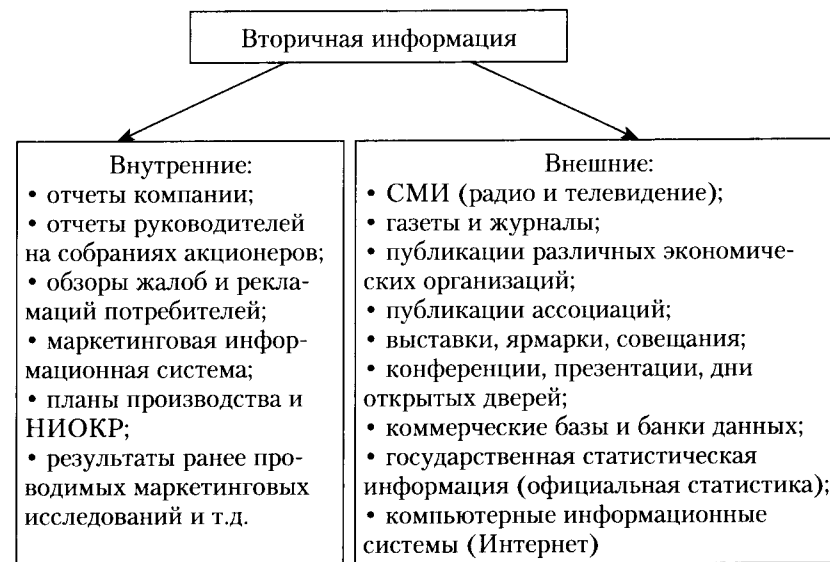 Вторичная информация
Внутренние:
• отчеты компании;
• отчеты руководителей
на собраниях акционеров;
• обзоры жалоб и рекла-
маций потребителей;
• маркетинговая инфор-
мационная система;
• планы производства и
НИОКР;
• результаты ранее про-
водимых маркетинговых
исследований и т.д.
Внешние:
• СМИ (радио и телевидение);
• газеты и журналы;
• публикации различных экономиче-
ских организаций;
• публикации ассоциаций;
• выставки, ярмарки, совещания;
• конференции, презентации, дни
открытых дверей;
• коммерческие базы и банки данных;
• государственная статистическая
информация (официальная статистика);
• компьютерные информационные
системы (Интернет)